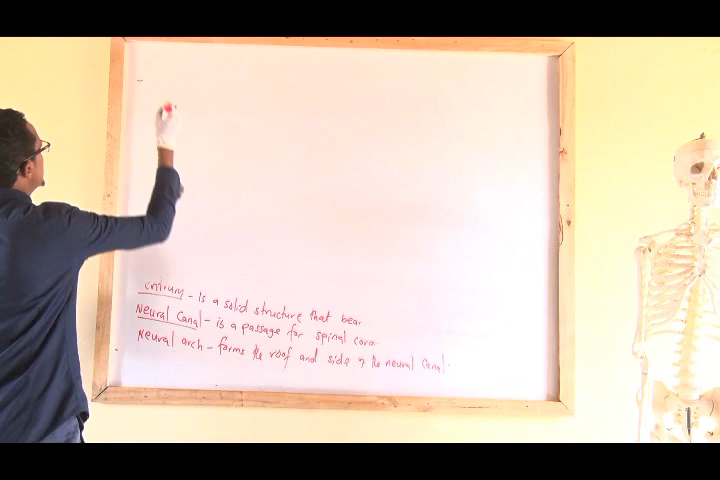 - Is a solid structure that bear
Neural Canal - is a passage for spinal cord.
Neural arch - forms the roof and side of the neural Canal.